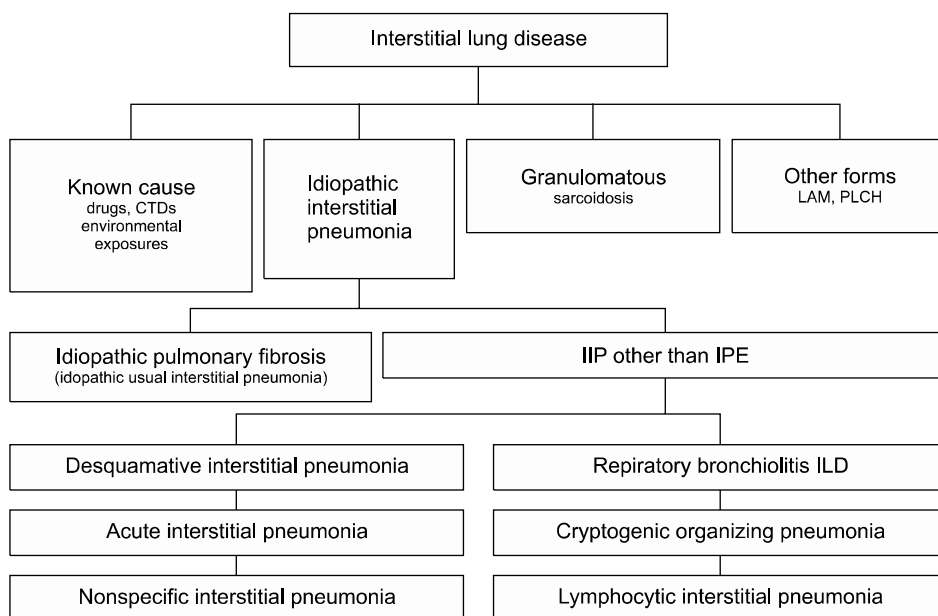 Interstitial lung disease
Known cause
drugs, CTDs
environmental
exposures
Idiopathic
interstitial
pneumonia
Granulomatous
sarcoidosis
Other forms
LAM, PLCH
Idiopathic pulmonary fibrosis
(idopathic usual interstitial pneumonia)
IIP other than IPE
Desquamative interstitial pneumonia
Repiratory bronchiolitis ILD
Acute interstitial pneumonia
Cryptogenic organizing pneumonia
Nonspecific interstitial pneumonia
Lymphocytic interstitial pneumonia